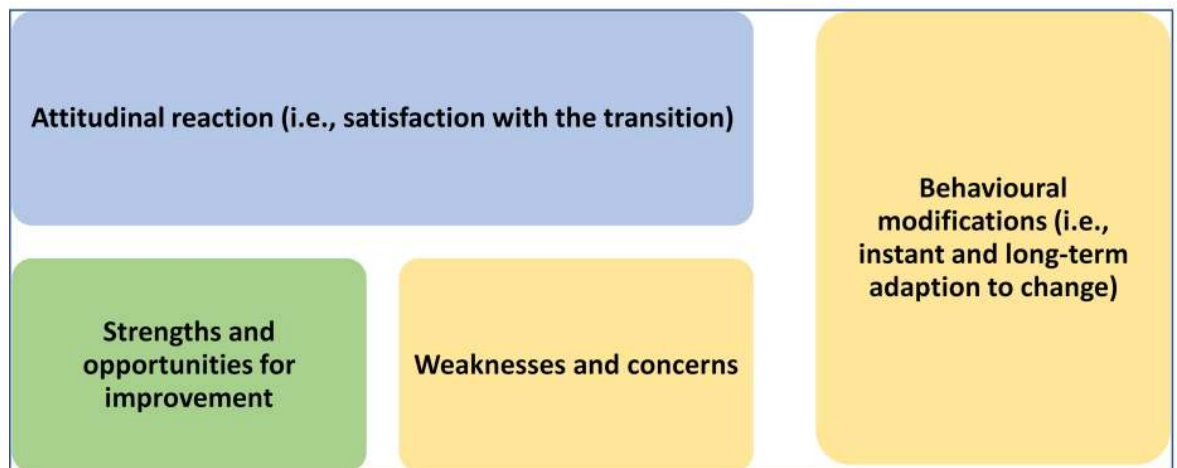 Attitudinal reaction (i.e., satisfaction with the transition)
Behavioural
modifications (i.e.,
instant and long-term
adaption to change)
Strengths and
opportunities for
improvement
Weaknesses and concerns